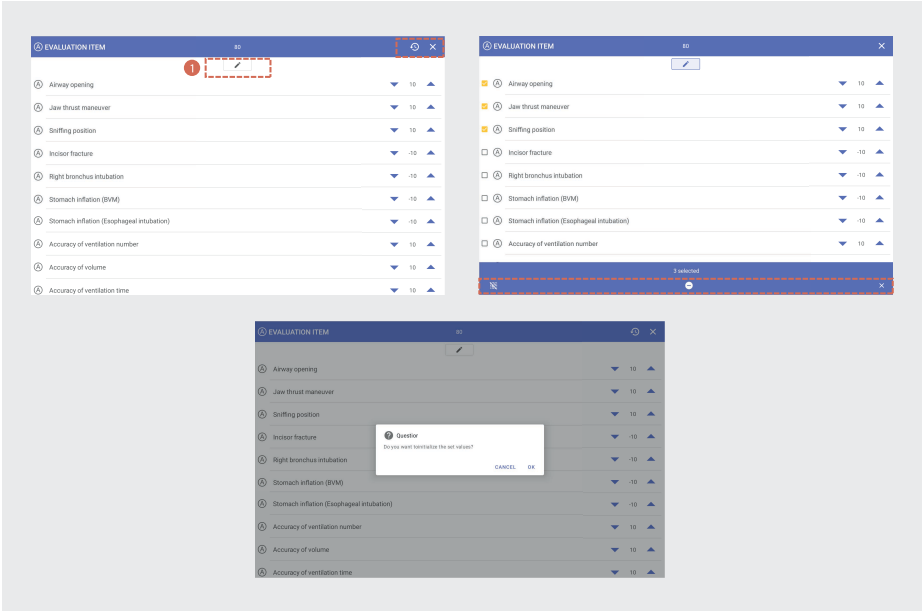 A EVALUATION ITEM 80
1
A Airway opening 10
A Jaw thrust maneuver 10
A Sniffing position 10
A Incisor fracture -10
A Right bronchus intubation -10
A Stomach inflation (BVM) -10
A Stomach inflation (Esophageal intubation) -10
A Accuracy of ventilation number 10
A Accuracy of volume 10
A Accuracy of ventilation time 10
A EVALUATION ITEM 80
A Airway opening 10
A Jaw thrust maneuver 10
A Sniffing position 10
A Incisor fracture -10
A Right bronchus intubation -10
A Stomach inflation (BVM) -10
A Stomach inflation (Esophageal intubation) -10
A Accuracy of ventilation number 10
3 selected
A EVALUATION ITEM 80
A Airway opening 10
A Jaw thrust maneuver 10
A Sniffing position 10
A Incisor fracture -10
A Right bronchus intubation -10
A Stomach inflation (BVM) -10
A Stomach inflation (Esophageal intubation) -10
A Accuracy of ventilation number 10
A Accuracy of volume 10
A Accuracy of ventilation time 10
? Questior
Do you want toinitialize the set values?
CANCEL OK